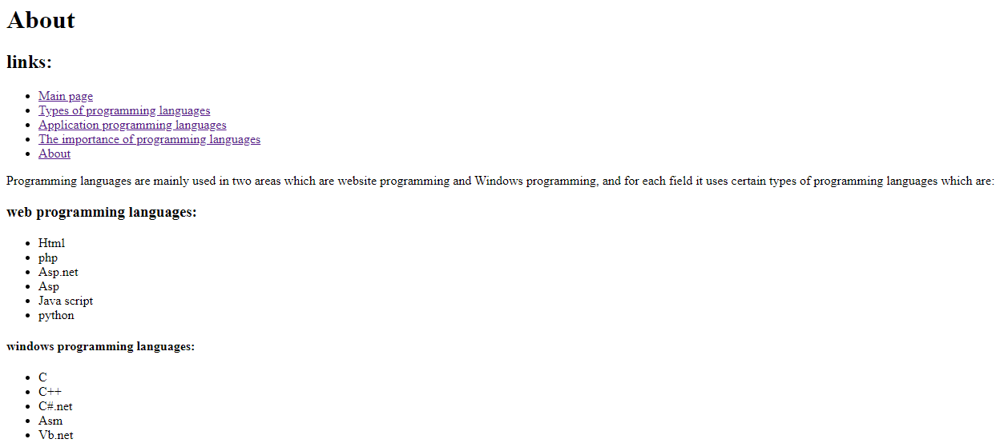 About
links:
Main page
Types of programming languages
Application programming languages
The importance of programming languages
About
Programming languages are mainly used in two areas which are website programming and Windows programming, and for each field it uses certain types of programming languages which are:
web programming languages:
Html
php
Asp.net
Asp
Java script
python
windows programming languages:
C
C++
C#.net
Asm
Vb.net